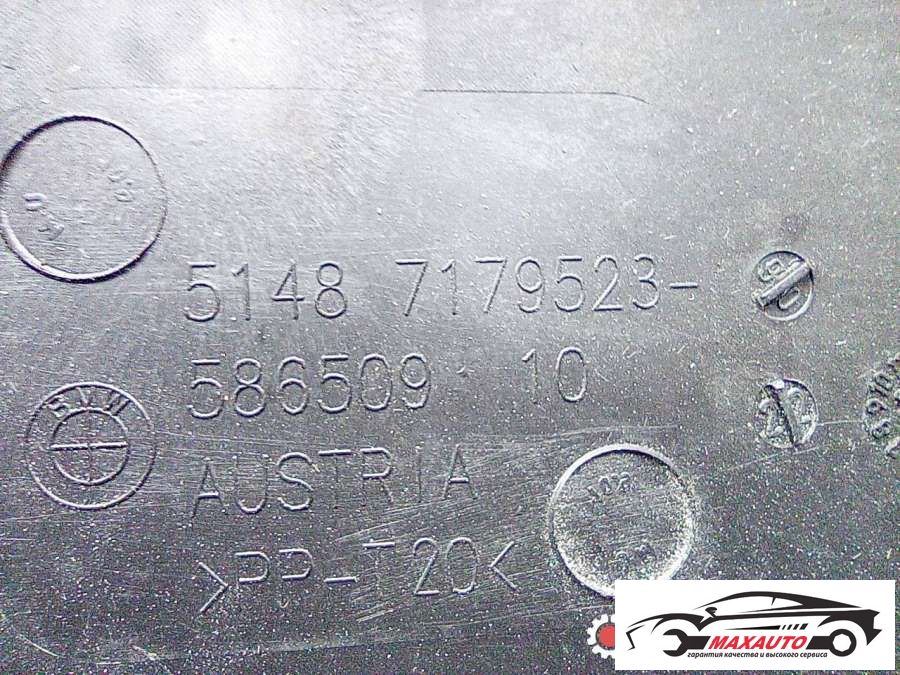 5148 7179523-
586509 10
BMW
AUSTRIA
>PP-T20<
MAXAUTO
гарантия качества и высокого сервиса